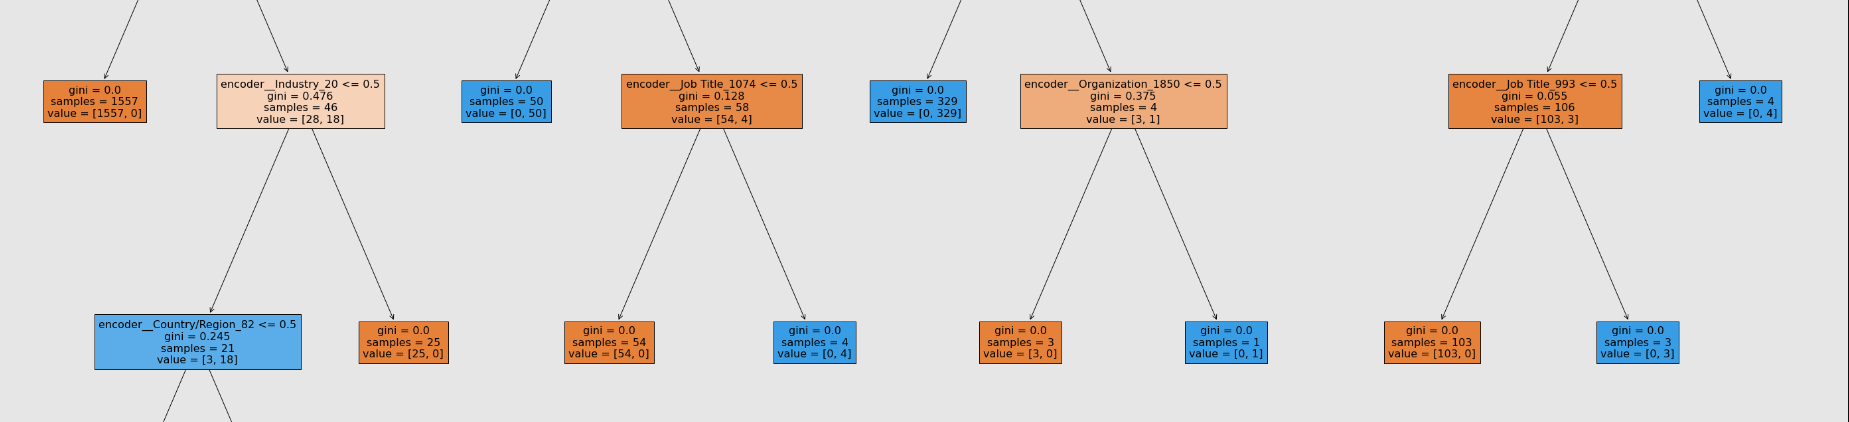 gini = 0.0
samples = 1557
value = [1557, 0]
encoder__Industry_20 <= 0.5
gini = 0.476
samples = 46
value = [28, 18]
gini = 0.0
samples = 50
value = [0, 50]
encoder__Job Title_1074 <= 0.5
gini = 0.128
samples = 58
value = [54, 4]
gini = 0.0
samples = 329
value = [0, 329]
encoder__Organization_1850 <= 0.5
gini = 0.375
samples = 4
value = [3, 1]
encoder__Job Title_993 <= 0.5
gini = 0.055
samples = 106
value = [103, 3]
gini = 0.0
samples = 4
value = [0, 4]
encoder__Country/Region_82 <= 0.5
gini = 0.245
samples = 21
value = [3, 18]
gini = 0.0
samples = 25
value = [25, 0]
gini = 0.0
samples = 54
value = [54, 0]
gini = 0.0
samples = 4
value = [0, 4]
gini = 0.0
samples = 3
value = [3, 0]
gini = 0.0
samples = 1
value = [0, 1]
gini = 0.0
samples = 103
value = [103, 0]
gini = 0.0
samples = 3
value = [0, 3]